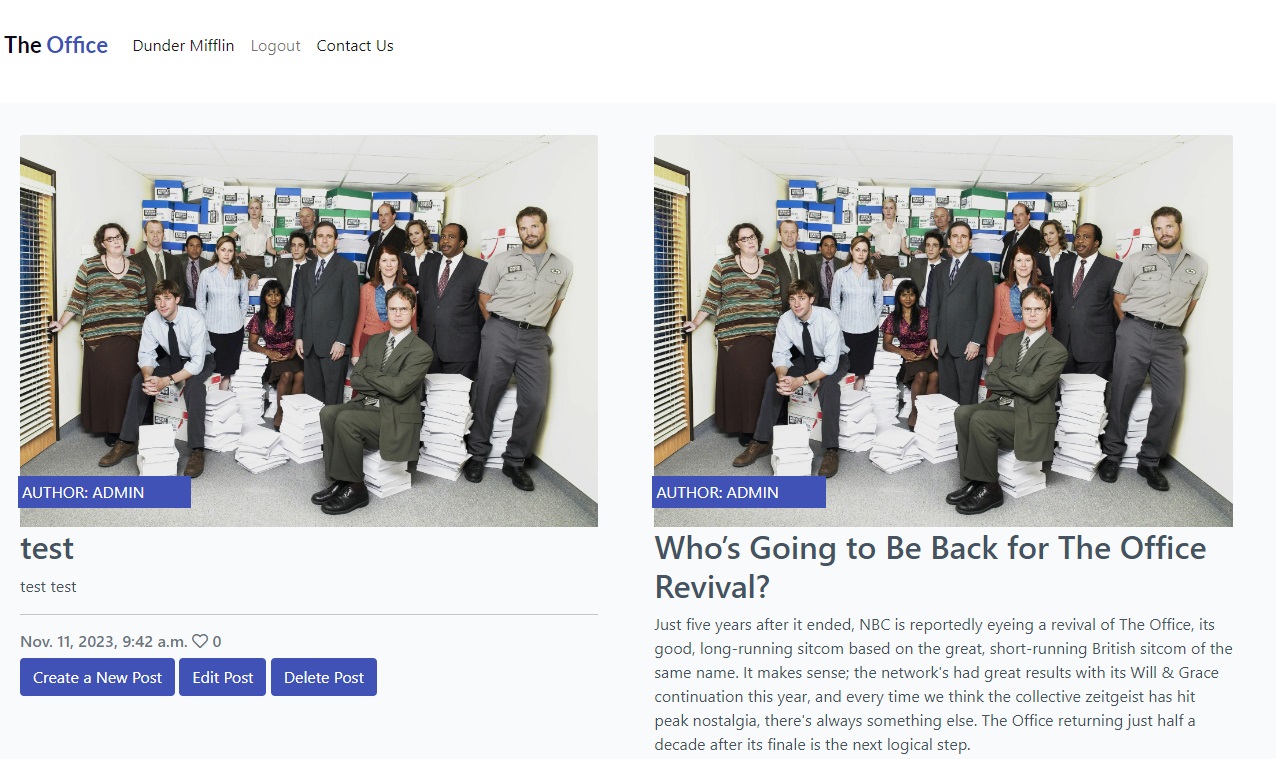 The Office Dunder Mifflin Logout Contact Us
AUTHOR: ADMIN
test
test test
Nov. 11, 2023, 9:42 a.m. 0
Create a New Post Edit Post Delete Post
AUTHOR: ADMIN
Who’s Going to Be Back for The Office
Revival?
Just five years after it ended, NBC is reportedly eyeing a revival of The Office, its
good, long-running sitcom based on the great, short-running British sitcom of the
same name. It makes sense; the network's had great results with its Will & Grace
continuation this year, and every time we think the collective zeitgeist has hit
peak nostalgia, there's always something else. The Office returning just half a
decade after its finale is the next logical step.